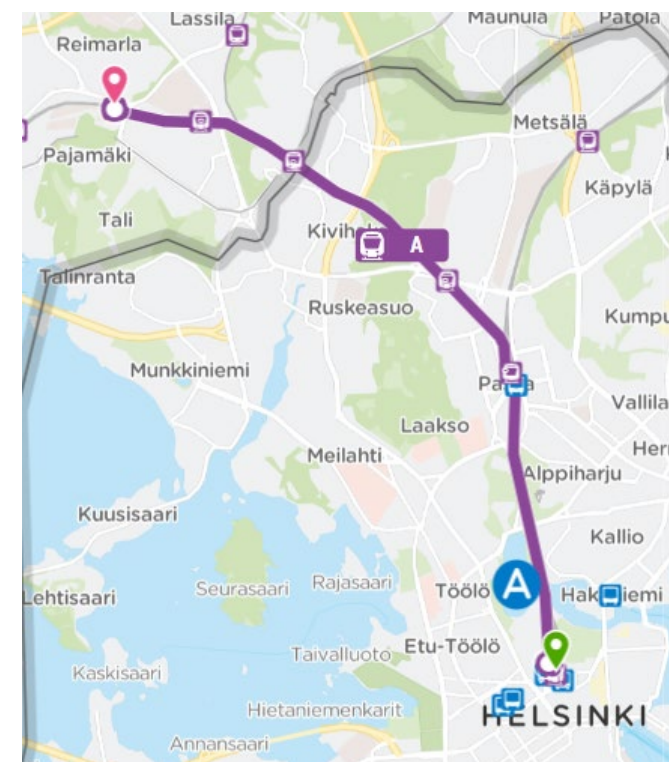 Lassila
Maunula
Patola
Reimarla
Metsälä
Pajamäki
Käpylä
Tali
A
Talinranta
Ruskeasuo
Munkkiniemi
Vallila
Laakso
Meilahti
Alppiharju
Kuusisaari
Kallio
Lehtisaari
Seurasaari
Rajasaari
Töölö
A
Taivalluoto
Etu-Töölö
Kaskisaari
Hietaniemenkarit
HELSINKI
Annansaari